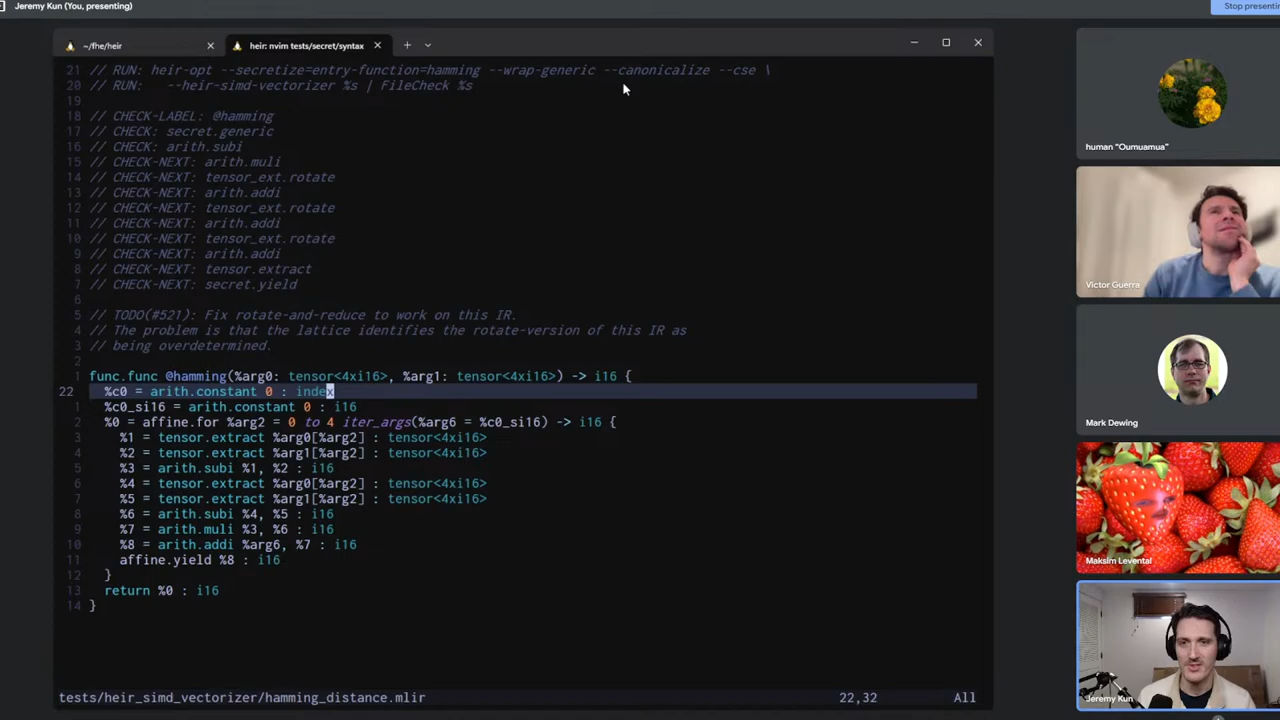 Jeremy Kun (You, presenting)
Stop presenting
~/fhe/heir
heir: nvim tests/secret/syntax
21 // RUN: heir-opt --secretize=entry-function=hamming --wrap-generic --canonicalize --cse \
20 // RUN:   --heir-simd-vectorizer %s | FileCheck %s
19
18 // CHECK-LABEL: @hamming
17 // CHECK: secret.generic
16 // CHECK: arith.subi
15 // CHECK-NEXT: arith.muli
14 // CHECK-NEXT: tensor_ext.rotate
13 // CHECK-NEXT: arith.addi
12 // CHECK-NEXT: tensor_ext.rotate
11 // CHECK-NEXT: arith.addi
10 // CHECK-NEXT: tensor_ext.rotate
9 // CHECK-NEXT: arith.addi
8 // CHECK-NEXT: tensor.extract
7 // CHECK-NEXT: secret.yield
6
5 // TODO(#521): Fix rotate-and-reduce to work on this IR.
4 // The problem is that the lattice identifies the rotate-version of this IR as
3 // being overdetermined.
2
1 func.func @hamming(%arg0: tensor<4xi16>, %arg1: tensor<4xi16>) -> i16 {
22 %c0 = arith.constant 0 : index
1 %c0_si16 = arith.constant 0 : i16
2 %0 = affine.for %arg2 = 0 to 4 iter_args(%arg6 = %c0_si16) -> i16 {
3 %1 = tensor.extract %arg0[%arg2] : tensor<4xi16>
4 %2 = tensor.extract %arg1[%arg2] : tensor<4xi16>
5 %3 = arith.subi %1, %2 : i16
6 %4 = tensor.extract %arg0[%arg2] : tensor<4xi16>
7 %5 = tensor.extract %arg1[%arg2] : tensor<4xi16>
8 %6 = arith.subi %4, %5 : i16
9 %7 = arith.muli %3, %6 : i16
10 %8 = arith.addi %arg6, %7 : i16
11 affine.yield %8 : i16
12 }
13 return %0 : i16
14 }
tests/heir_simd_vectorizer/hamming_distance.mlir 22,32 All
human "Oumuamua"
Victor Guerra
Mark Dewing
Maksim Levental
Jeremy Kun